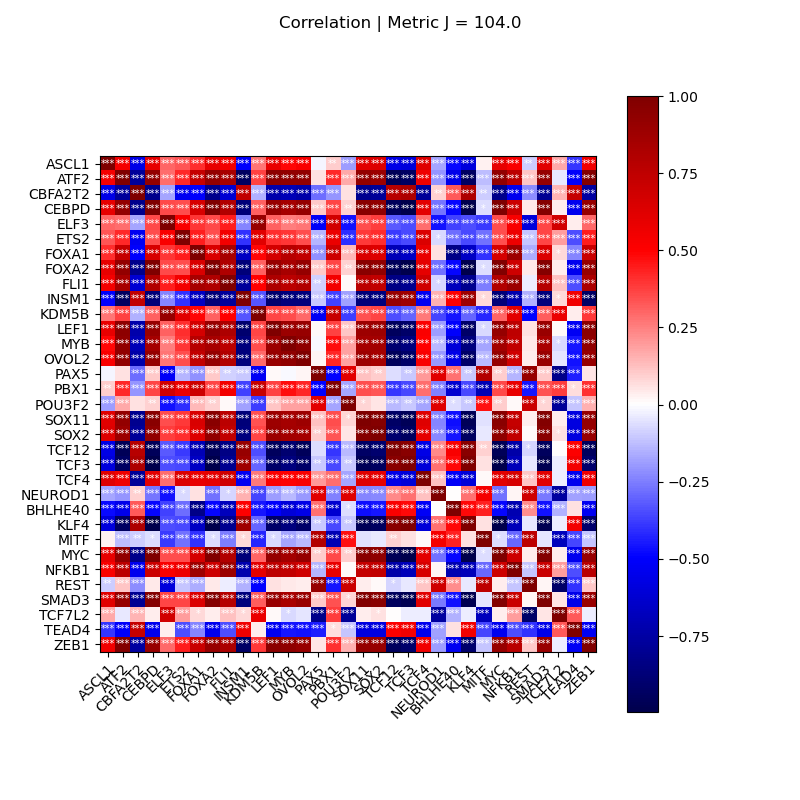 Correlation | Metric J = 104.0
ASCL1
ATF2
CBFA2T2
CEBPD
ELF3
ETS2
FOXA1
FOXA2
FLI1
INSM1
KDM5B
LEF1
MYB
OVOL2
PAX5
PBX1
POU3F2
SOX11
SOX2
TCF12
TCF3
TCF4
NEUROD1
BHLHE40
KLF4
MITF
MYC
NFKB1
REST
SMAD3
TCF7L2
TEAD4
ZEB1
ASCL1
ATF2
CBFA2T2
CEBPD
ELF3
ETS2
FOXA1
FOXA2
FLI1
INSM1
KDM5B
LEF1
MYB
OVOL2
PAX5
PBX1
POU3F2
SOX11
SOX2
TCF12
TCF3
TCF4
NEUROD1
BHLHE40
KLF4
MITF
MYC
NFKB1
REST
SMAD3
TCF7L2
TEAD4
ZEB1
1.00
0.75
0.50
0.25
0.00
−0.25
−0.50
−0.75